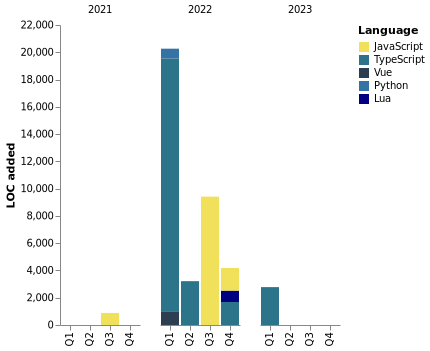 2021 2022 2023
Language
JavaScript
TypeScript
Vue
Python
Lua
LOC added
22,000
20,000
18,000
16,000
14,000
12,000
10,000
8,000
6,000
4,000
2,000
0
Q1 Q2 Q3 Q4 Q1 Q2 Q3 Q4 Q1 Q2 Q3 Q4